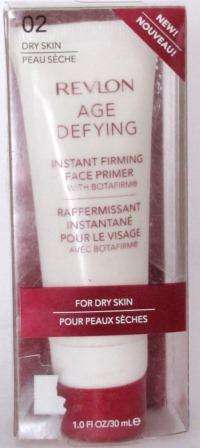 02
DRY SKIN
PEAU SÈCHE
NEW!
NOUVEAU!
REVLON
AGE
DEFYING
INSTANT FIRMING
FACE PRIMER
WITH BOTAFIRM®
RAFFERMISSANT
INSTANTANÉ
POUR LE VISAGE
AVEC BOTAFIRM®
FOR DRY SKIN
POUR PEAUX SÈCHES
1.0 Fl OZ/30 mLe